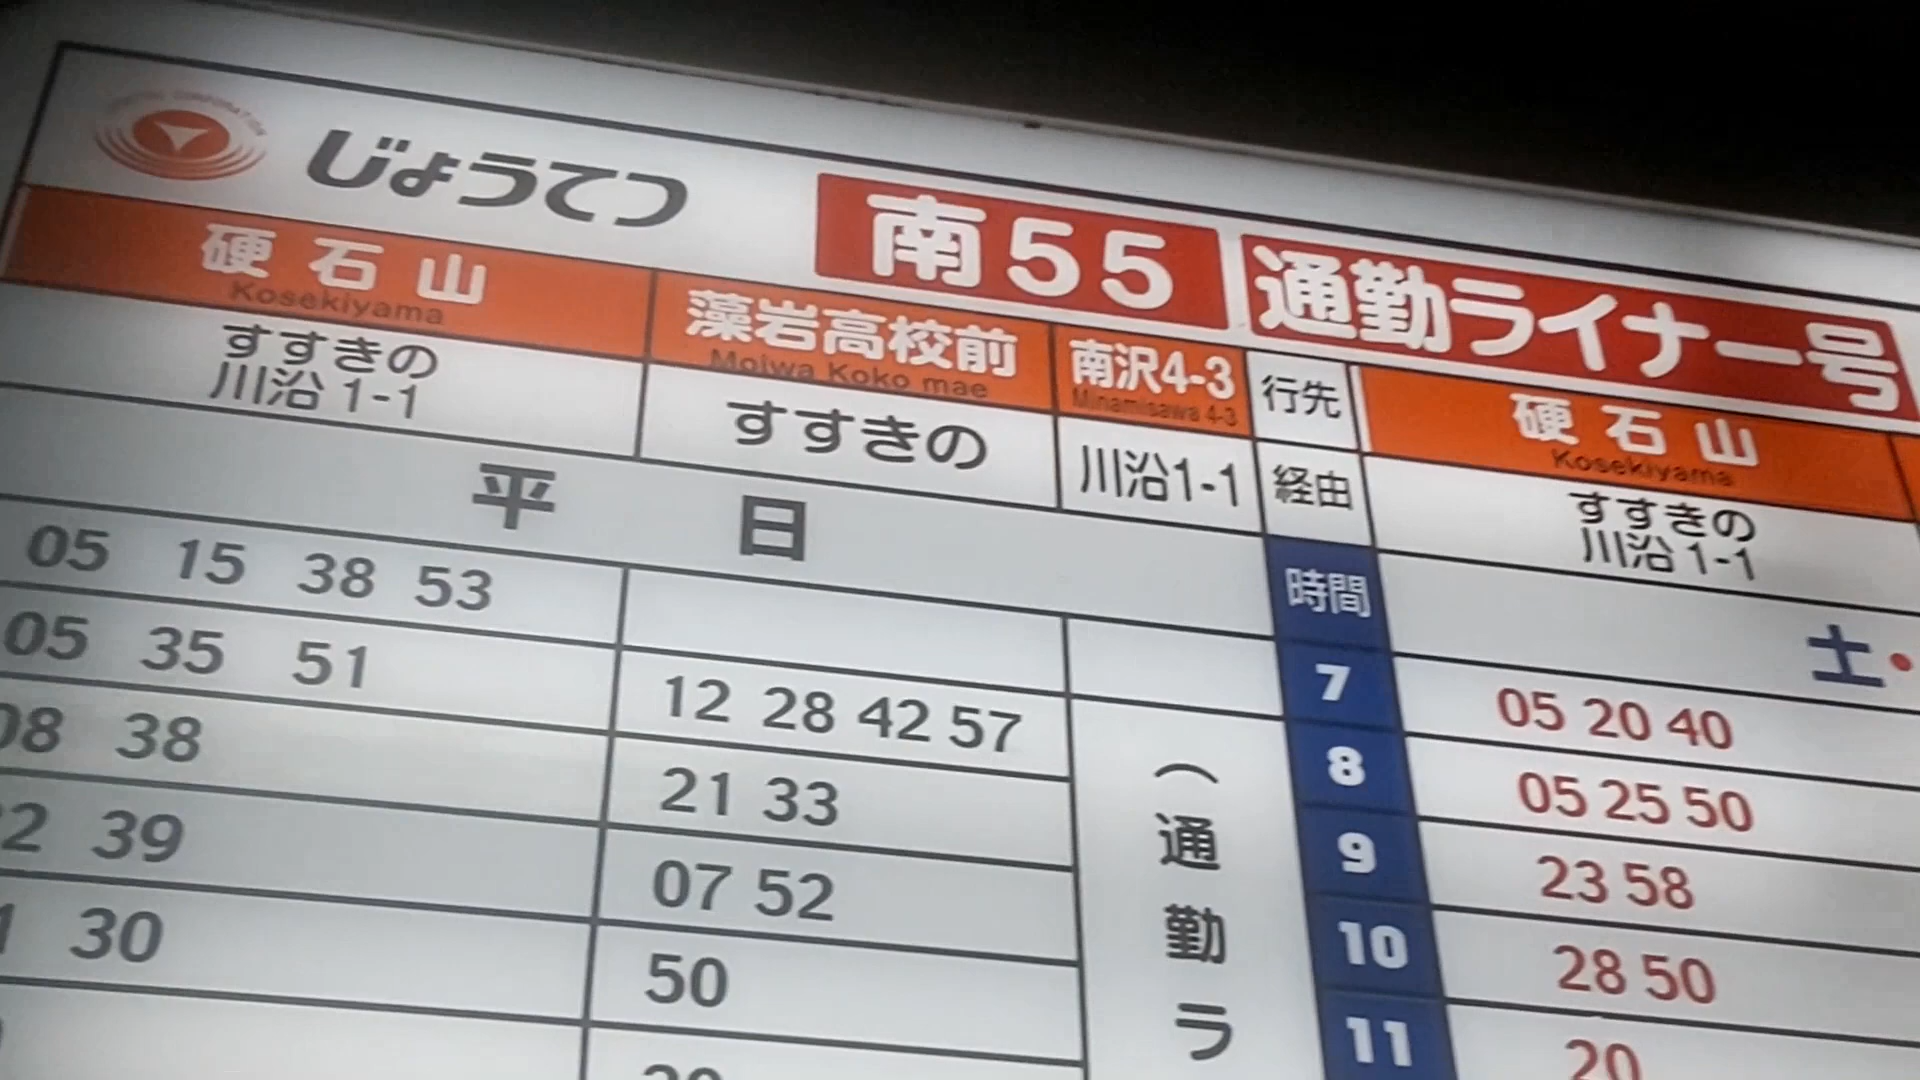 じょうてつ
南55 通勤ライナー号
硬石山 藻岩高校前 南沢4-3 行先 硬石山
Kosekiyama Moiwa Koko mae Minamisawa 4-3 Kosekiyama
すすきの すすきの 川沿1-1 経由 すすきの
川沿1-1 川沿1-1
平日 時間 土・
05 15 38 53 7 05 20 40
05 35 51 12 28 42 57 8 05 25 50
08 38 21 33 9 23 58
39 07 52 10 28 50
30 50 11 20
（通勤ラ